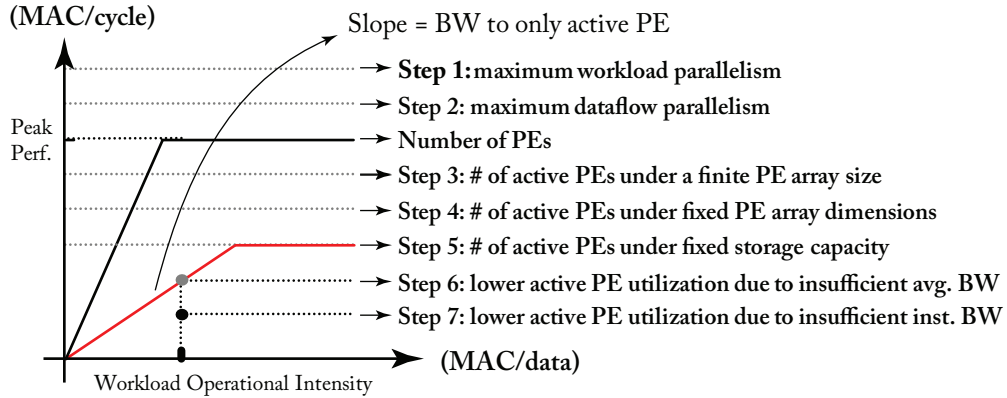 (MAC/cycle)
Slope = BW to only active PE
Step 1: maximum workload parallelism
Step 2: maximum dataflow parallelism
Peak
Perf.
Number of PEs
Step 3: # of active PEs under a finite PE array size
Step 4: # of active PEs under fixed PE array dimensions
Step 5: # of active PEs under fixed storage capacity
Step 6: lower active PE utilization due to insufficient avg. BW
Step 7: lower active PE utilization due to insufficient inst. BW
(MAC/data)
Workload Operational Intensity